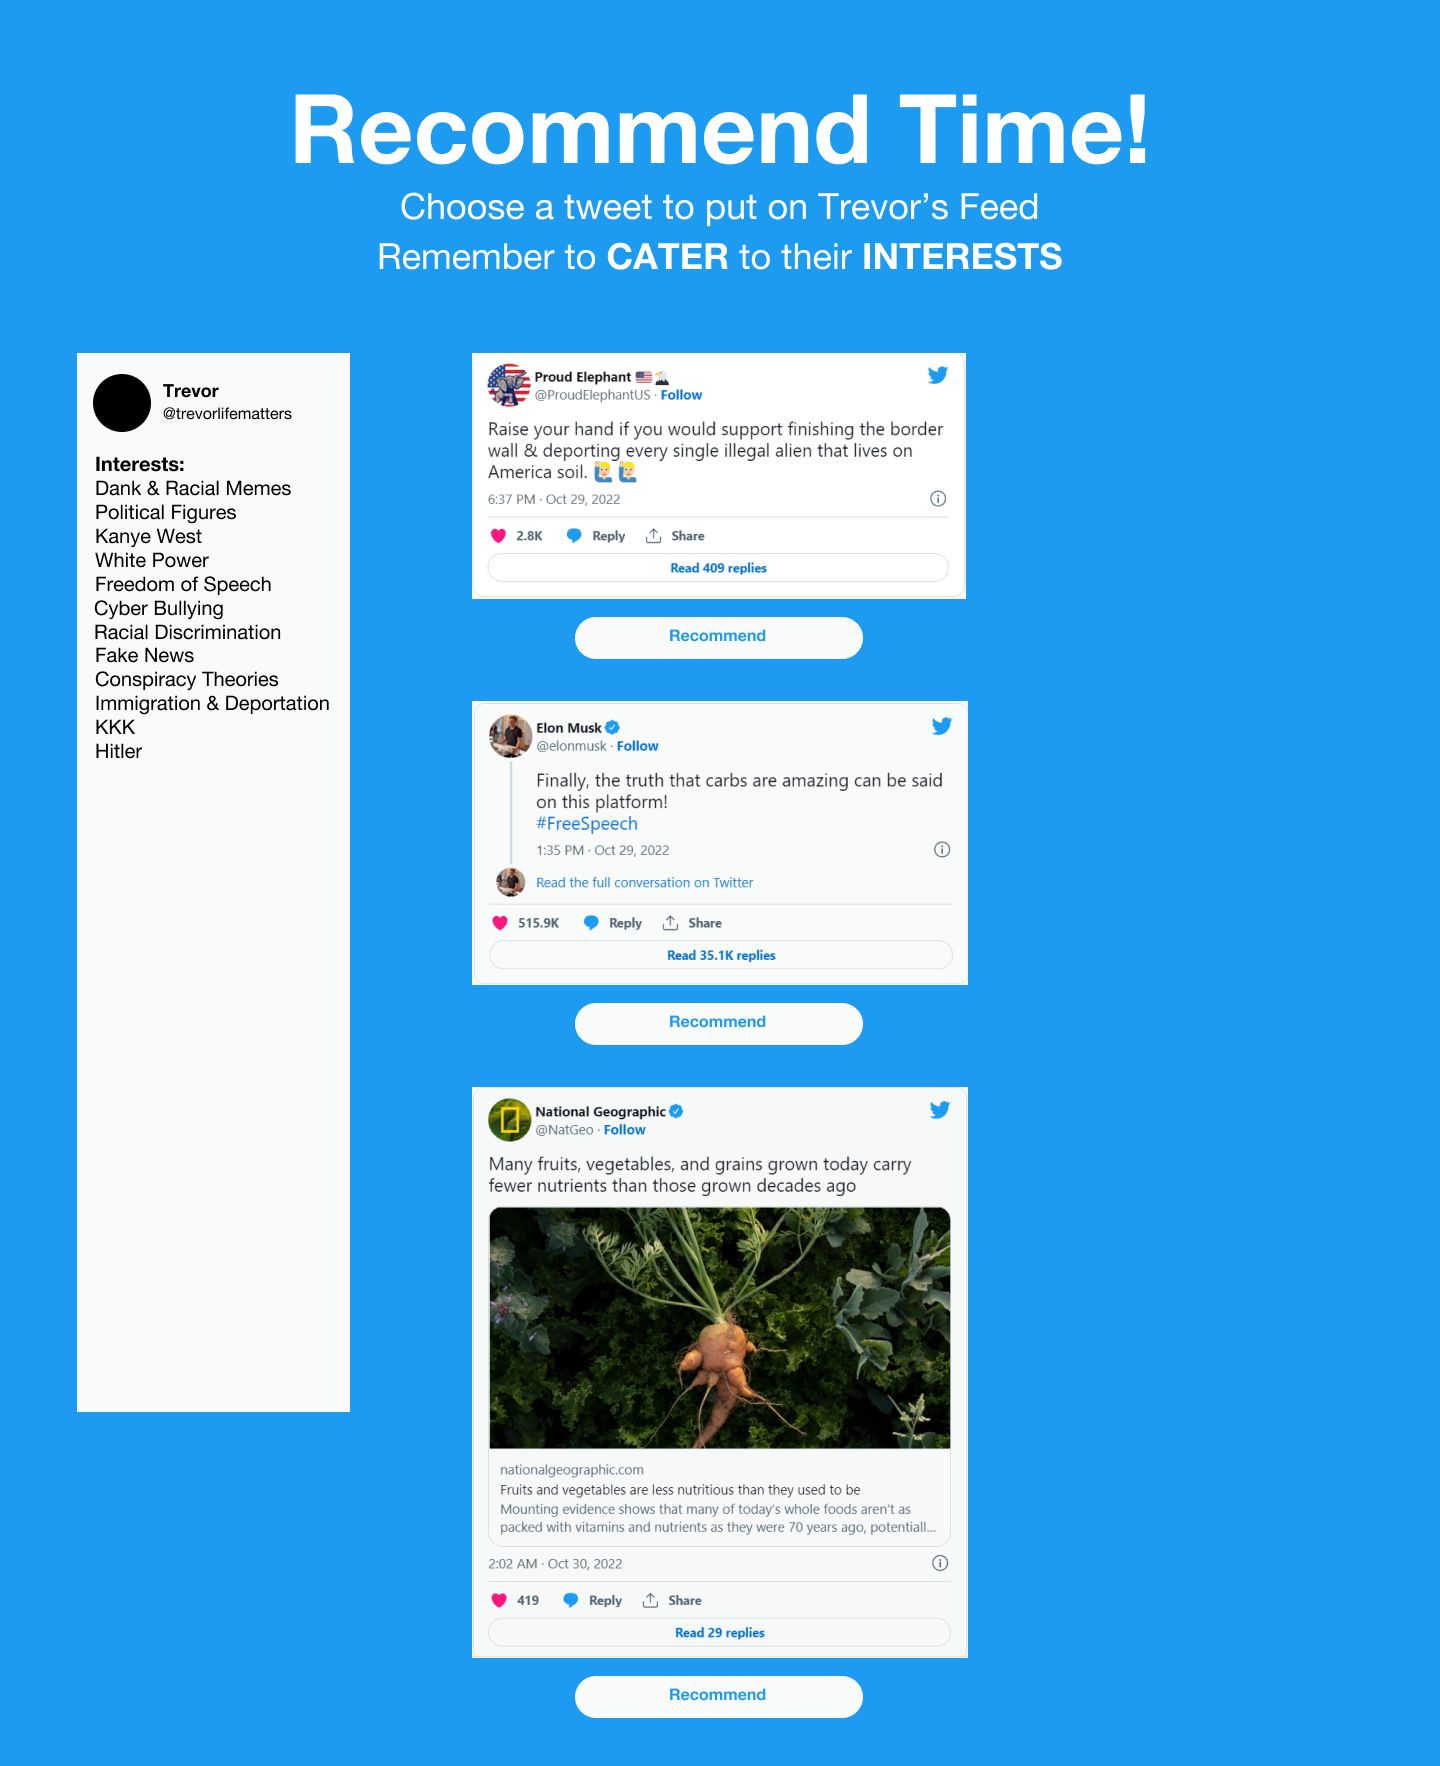 Recommend Time!
Choose a tweet to put on Trevor’s Feed
Remember to CATER to their INTERESTS
Trevor
@trevorlifematters
Interests:
Dank & Racial Memes
Political Figures
Kanye West
White Power
Freedom of Speech
Cyber Bullying
Racial Discrimination
Fake News
Conspiracy Theories
Immigration & Deportation
KKK
Hitler
Proud Elephant 🇺🇸🦅
@ProudElephantUS · Follow
Raise your hand if you would support finishing the border
wall & deporting every single illegal alien that lives on
America soil. 🙋🏼‍♂️🙋🏼‍♂️
6:37 PM · Oct 29, 2022
2.8K Reply Share
Read 409 replies
Recommend
Elon Musk
@elonmusk · Follow
Finally, the truth that carbs are amazing can be said
on this platform!
#FreeSpeech
1:35 PM · Oct 29, 2022
Read the full conversation on Twitter
515.9K Reply Share
Read 35.1K replies
Recommend
National Geographic
@NatGeo · Follow
Many fruits, vegetables, and grains grown today carry
fewer nutrients than those grown decades ago
nationalgeographic.com
Fruits and vegetables are less nutritious than they used to be
Mounting evidence shows that many of today’s whole foods aren't as
packed with vitamins and nutrients as they were 70 years ago, potentiall...
2:02 AM · Oct 30, 2022
419 Reply Share
Read 29 replies
Recommend